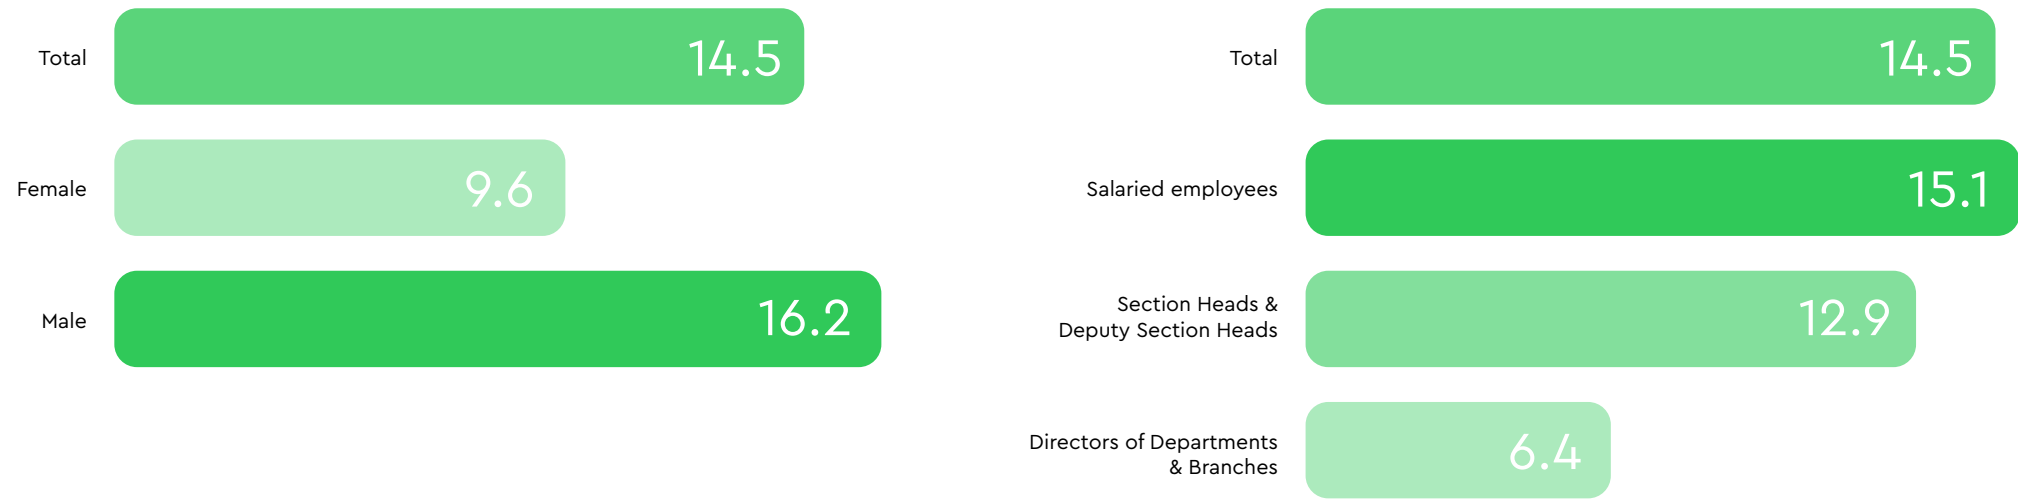 Total
14.5
Female
9.6
Male
16.2
Total
14.5
Salaried employees
15.1
Section Heads &
Deputy Section Heads
12.9
Directors of Departments
& Branches
6.4